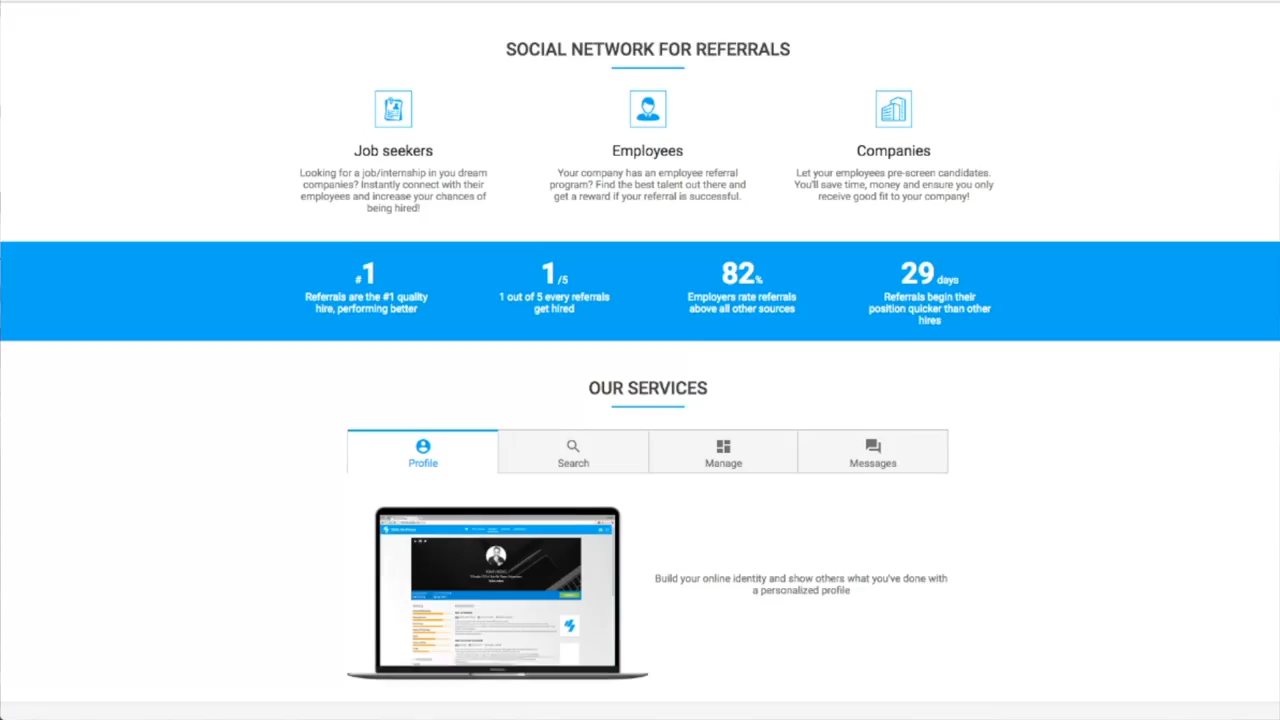 SOCIAL NETWORK FOR REFERRALS
Job seekers
Looking for a job/internship in you dream
companies? Instantly connect with their
employees and increase your chances of
being hired!
Employees
Your company has an employee referral
program? Find the best talent out there and
get a reward if your referral is successful.
Companies
Let your employees pre-screen candidates.
You'll save time, money and ensure you only
receive good fit to your company!
#1
Referrals are the #1 quality
hire, performing better
1/5
1 out of 5 every referrals
get hired
82%
Employers rate referrals
above all other sources
29 days
Referrals begin their
position quicker than other
hires
OUR SERVICES
Profile
Search
Manage
Messages
Build your online identity and show others what you've done with
a personalized profile